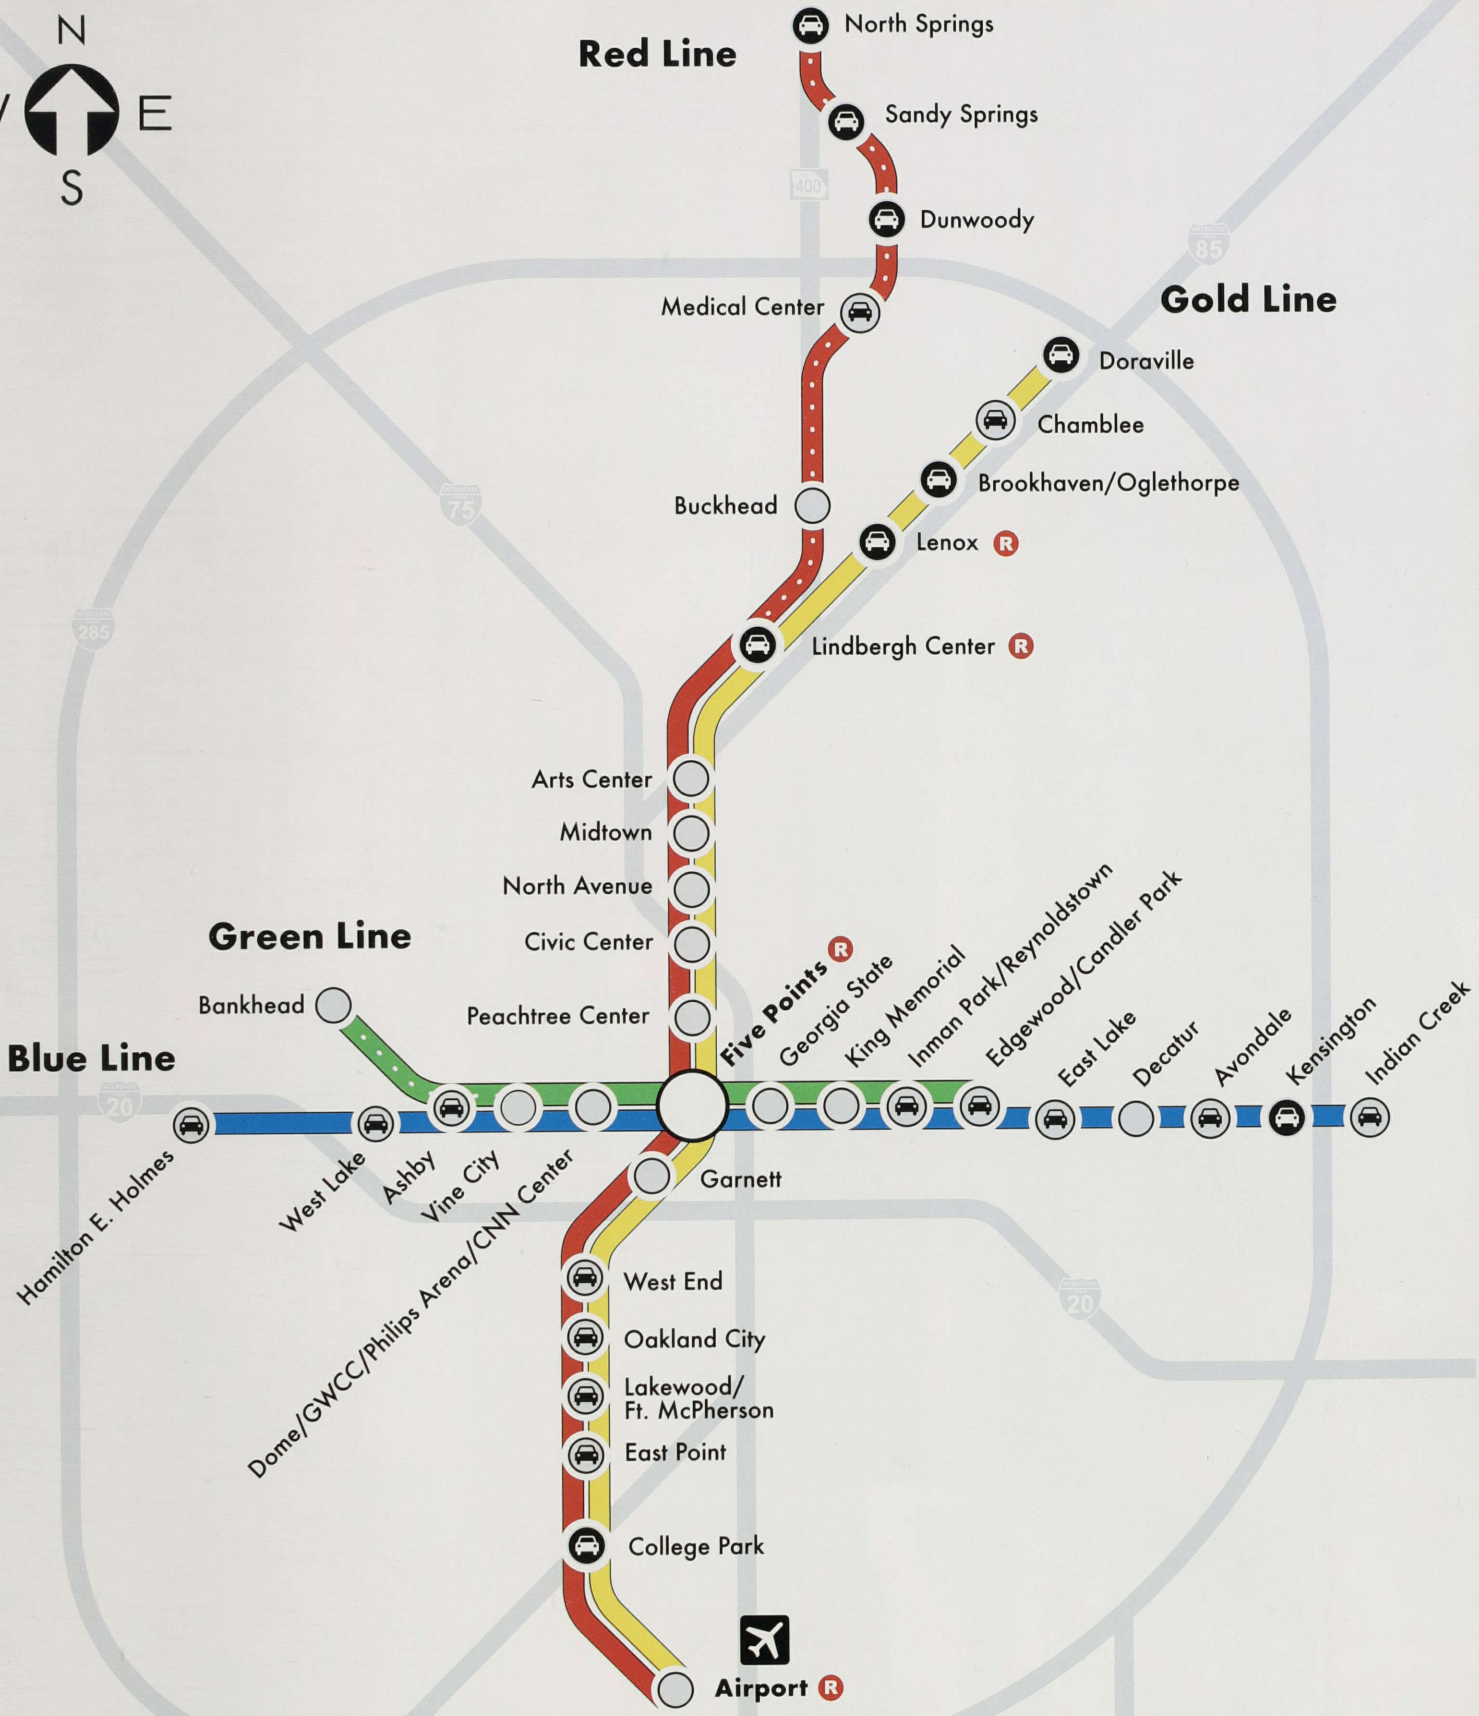 N
E
S
Red Line
North Springs
Sandy Springs
400
Dunwoody
85
Medical Center
Gold Line
Doraville
Chamblee
75
Brookhaven/Oglethorpe
Buckhead
Lenox R
285
Lindbergh Center R
Arts Center
Midtown
North Avenue
Civic Center
Peachtree Center
Green Line
Bankhead
Blue Line
20
Five Points R
Georgia State
King Memorial
Inman Park/Reynoldstown
Edgewood/Candler Park
East Lake
Decatur
Avondale
Kensington
Indian Creek
Hamilton E. Holmes
West Lake
Ashby
Vine City
Dome/GWCC/Philips Arena/CNN Center
Garnett
West End
20
Oakland City
Lakewood/
Ft. McPherson
East Point
College Park
Airport R